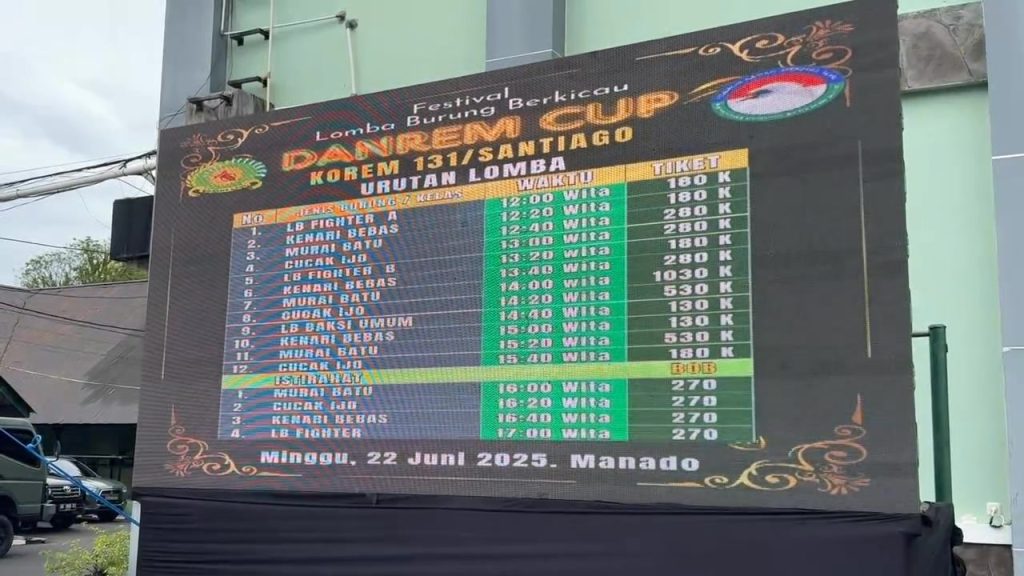 Festival
Lomba Burung Berkicau
DANREM CUP
KOREM 131/SANTIAGO
URUTAN LOMBA
NO JENIS BURUNG / KELAS WAKTU TIKET
1. LB FIGHTER A 12:00 WITA 180 K
2. KENARI BEBAS 12:20 WITA 180 K
3. MURAI BATU 12:40 WITA 280 K
4. CUCAK IJO 13:00 WITA 280 K
5. LB FIGHTER B 13:20 WITA 180 K
6. KENARI BEBAS 13:40 WITA 280 K
7. MURAI BATU 14:00 WITA 1030 K
8. CUCAK IJO 14:20 WITA 530 K
9. LB BAKSI UMUM 14:40 WITA 130 K
10. KENARI BEBAS 15:00 WITA 130 K
11. MURAI BATU 15:20 WITA 530 K
12. CUCAK IJO 15:40 WITA 180 K
ISTIRAHAT BOB
1. MURAI BATU 16:00 WITA 270
2. CUCAK IJO 16:20 WITA 270
3. KENARI BEBAS 16:40 WITA 270
4. LB FIGHTER 17:00 WITA 270
Minggu, 22 Juni 2025. Manado